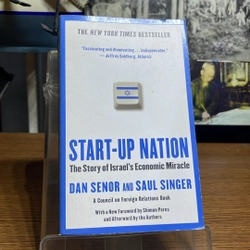 THE NEW YORK TIMES BESTSELLER
"Fascinating and illuminating. . . . Indispensable."
—Jeffrey Goldberg, Atlantic
START-UP NATION
The Story of Israel's Economic Miracle
DAN SENOR AND SAUL SINGER
A Council on Foreign Relations Book
With a New Foreword by Shimon Peres
and Afterword by the Authors